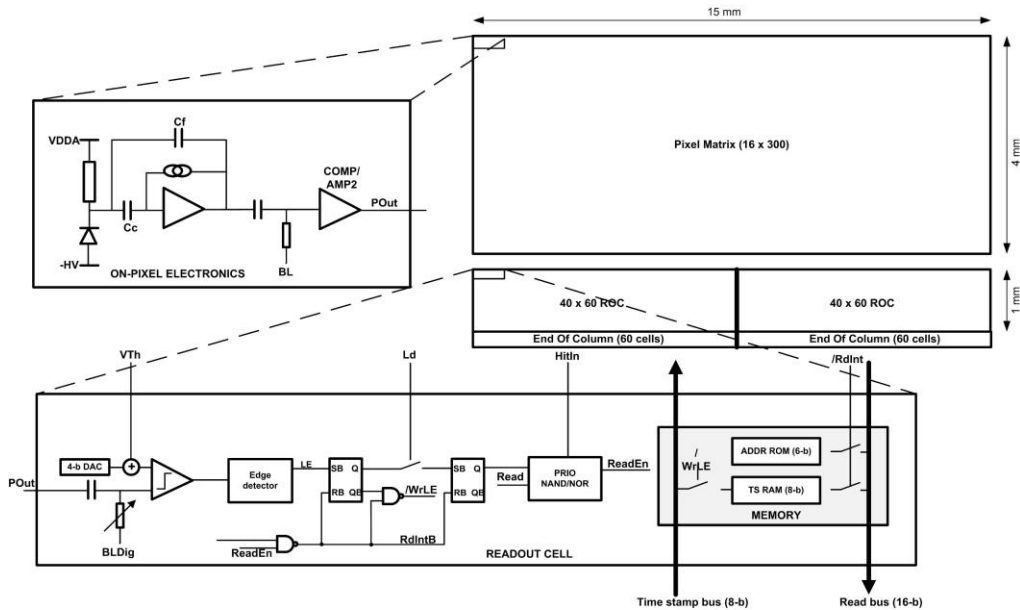 15 mm
Pixel Matrix (16 x 300)
4 mm
VDDA
Cf
Cc
COMP/
AMP2
POut
-HV
BL
ON-PIXEL ELECTRONICS
40 x 60 ROC
40 x 60 ROC
1 mm
End Of Column (60 cells)
End Of Column (60 cells)
VTh
Ld
HitIn
/RdInt
4-b DAC
+
POut
BLDig
Edge
detector
LE
SB Q
RB QB
/WrLE
SB Q
RB QB
Read
PRIO
NAND/NOR
ReadEn
/
WrLE
ADDR ROM (6-b)
TS RAM (8-b)
MEMORY
ReadEn
RdIntB
READOUT CELL
Time stamp bus (8-b)
Read bus (16-b)